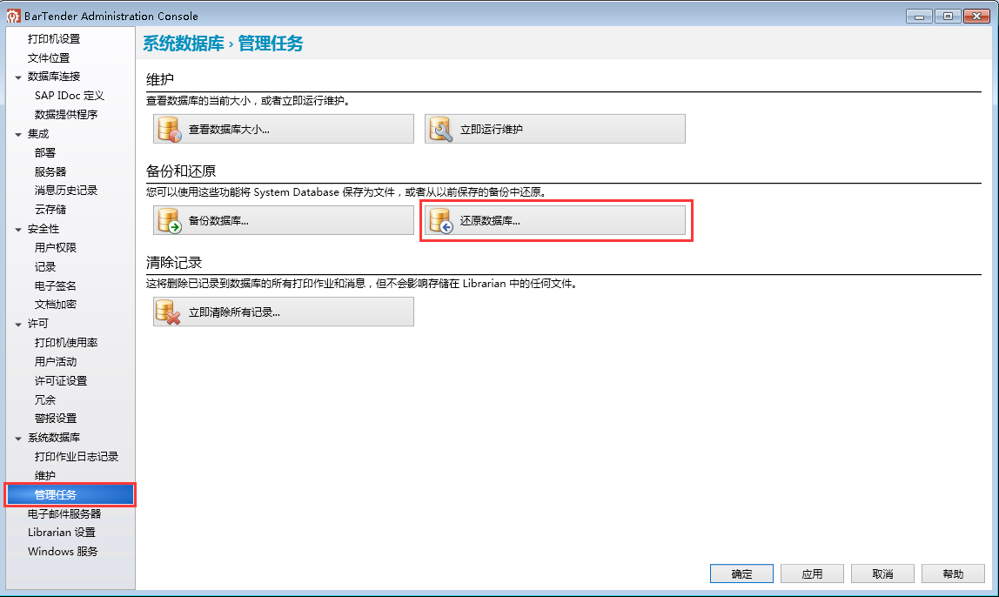 BarTender Administration Console
打印机设置
文件位置
数据库连接
SAP IDoc 定义
数据提供程序
集成
部署
服务器
消息历史记录
云存储
安全性
用户权限
记录
电子签名
文档加密
许可
打印机使用率
用户活动
许可证设置
冗余
警报设置
系统数据库
打印作业日志记录
维护
管理任务
电子邮件服务器
Librarian 设置
Windows 服务
系统数据库 › 管理任务
维护
查看数据库的当前大小，或者立即运行维护。
查看数据库大小...
立即运行维护
备份和还原
您可以使用这些功能将 System Database 保存为文件，或者从以前保存的备份中还原。
备份数据库...
还原数据库...
清除记录
这将删除已记录到数据库的所有打印作业和消息，但不会影响存储在 Librarian 中的任何文件。
立即清除所有记录...
确定
应用
取消
帮助